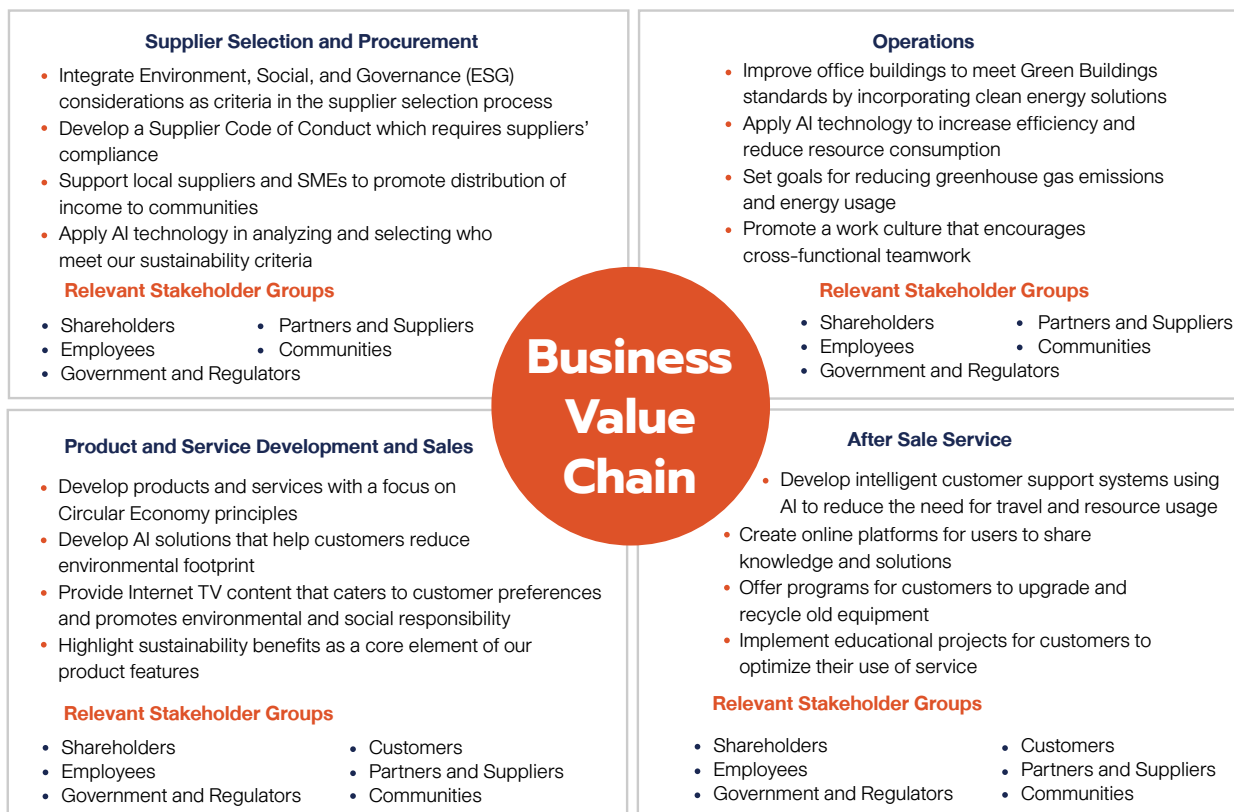 Supplier Selection and Procurement
• Integrate Environment, Social, and Governance (ESG)
considerations as criteria in the supplier selection process
• Develop a Supplier Code of Conduct which requires suppliers’
compliance
• Support local suppliers and SMEs to promote distribution of
income to communities
• Apply AI technology in analyzing and selecting who
meet our sustainability criteria
Relevant Stakeholder Groups
• Shareholders • Partners and Suppliers
• Employees • Communities
• Government and Regulators
Operations
• Improve office buildings to meet Green Buildings
standards by incorporating clean energy solutions
• Apply AI technology to increase efficiency and
reduce resource consumption
• Set goals for reducing greenhouse gas emissions
and energy usage
• Promote a work culture that encourages
cross-functional teamwork
Relevant Stakeholder Groups
• Shareholders • Partners and Suppliers
• Employees • Communities
• Government and Regulators
Business
Value
Chain
Product and Service Development and Sales
• Develop products and services with a focus on
Circular Economy principles
• Develop AI solutions that help customers reduce
environmental footprint
• Provide Internet TV content that caters to customer preferences
and promotes environmental and social responsibility
• Highlight sustainability benefits as a core element of our
product features
Relevant Stakeholder Groups
• Shareholders • Customers
• Employees • Partners and Suppliers
• Government and Regulators • Communities
After Sale Service
• Develop intelligent customer support systems using
AI to reduce the need for travel and resource usage
• Create online platforms for users to share
knowledge and solutions
• Offer programs for customers to upgrade and
recycle old equipment
• Implement educational projects for customers to
optimize their use of service
Relevant Stakeholder Groups
• Shareholders • Customers
• Employees • Partners and Suppliers
• Government and Regulators • Communities